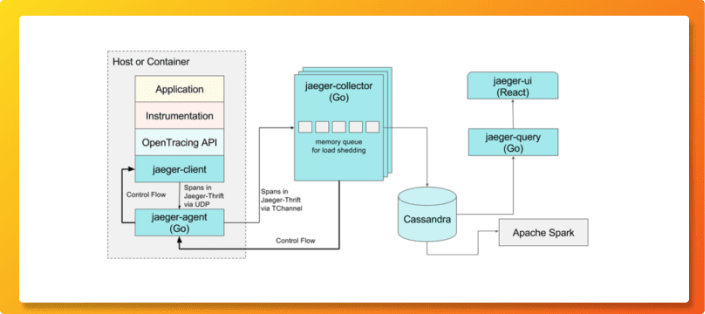 Host or Container
Application
Instrumentation
OpenTracing API
jaeger-client
Control Flow
Spans in
Jaeger-Thrift
via UDP
jaeger-agent
(Go)
Spans in
Jaeger-Thrift
via TChannel
Control Flow
jaeger-collector
(Go)
memory queue
for load shedding
Cassandra
jaeger-ui
(React)
jaeger-query
(Go)
Apache Spark